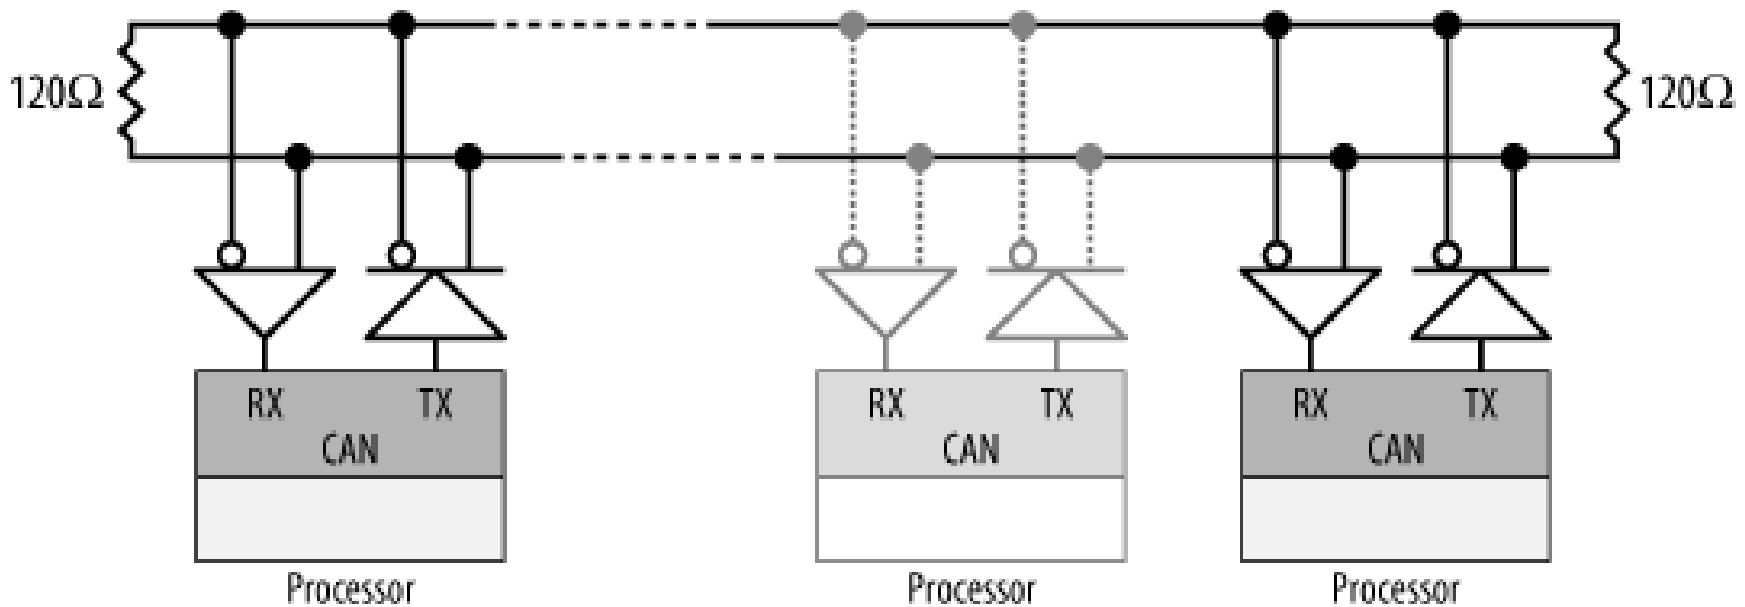 120Ω 120Ω
RX TX RX TX RX TX
CAN CAN CAN
Processor Processor Processor